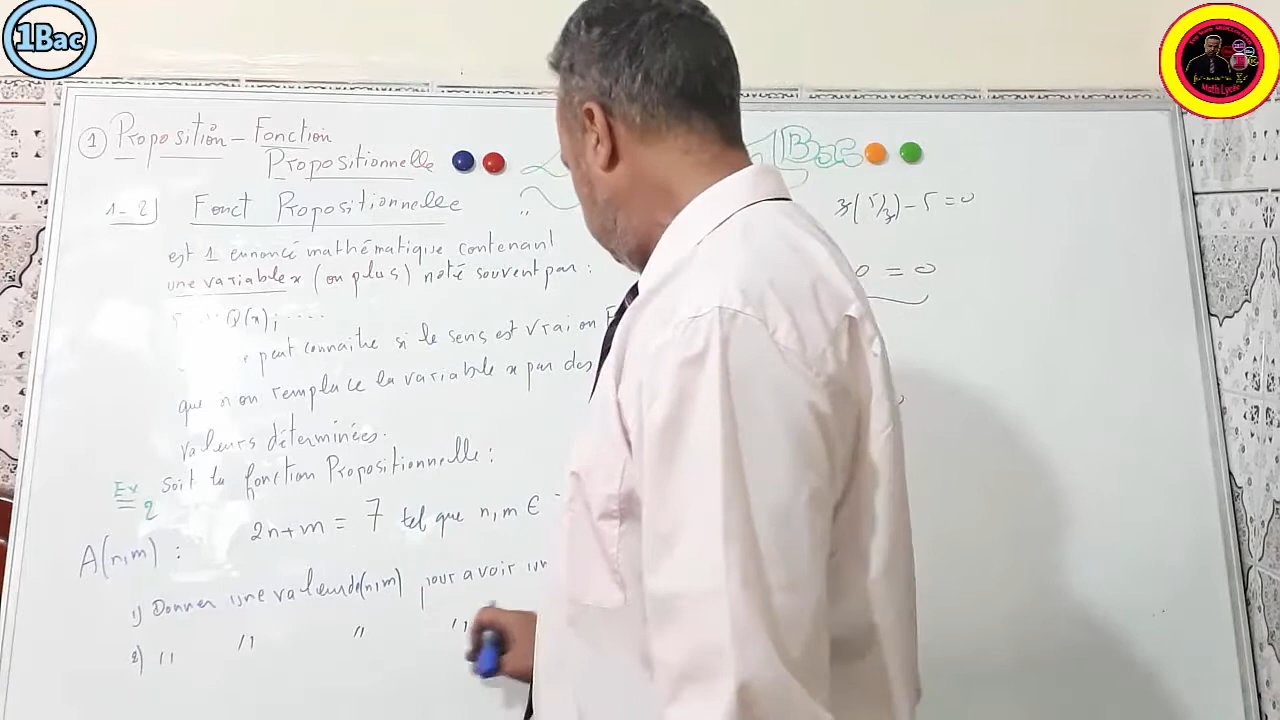 1Bac
Math Lycée
① Proposition - Fonction
Propositionnelle
1Bac
1-2] Fonct Propositionnelle
est 1 ennoncé mathématique contenant
une variable x (ou plus) noté souvent par :
Q(x); ....
peut connaitre si le sens est vrai ou F
que si on remplace la variable x par des
valeurs déterminées.
Ex 2 Soit la fonction Propositionnelle :
A(n,m) : 2n+m = 7 tel que n,m ∈
1) Donner une valeur de (n,m) pour avoir un
2) " " " "
3(5/3) - 5 = 0
0 = 0